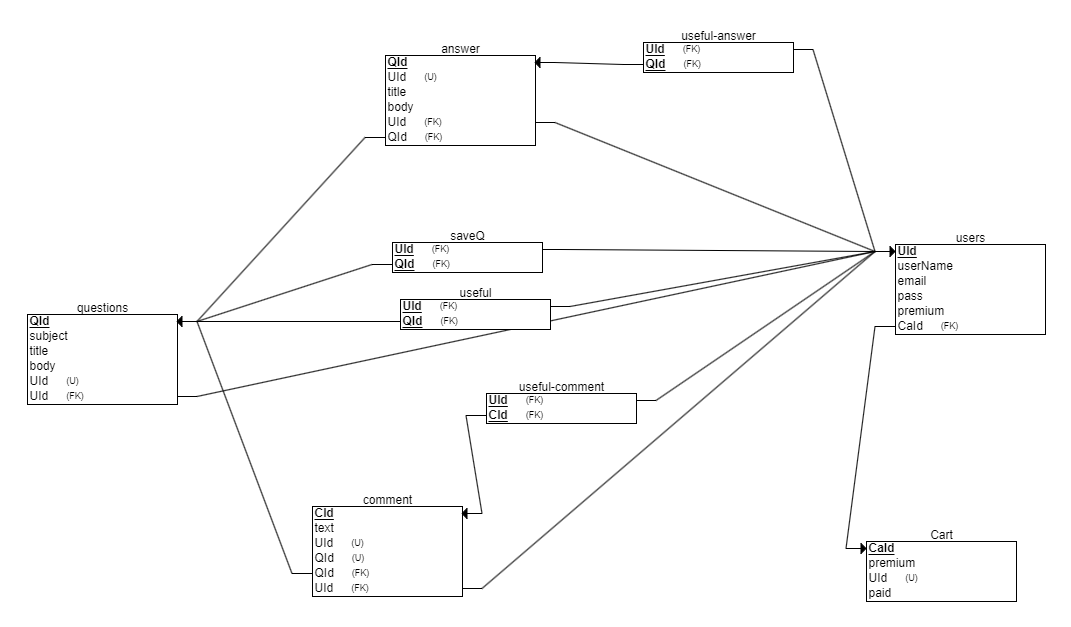 useful-answer
UId (FK)
QId (FK)
answer
QId
UId (U)
title
body
UId (FK)
QId (FK)
saveQ
UId (FK)
QId (FK)
users
UId
userName
email
pass
premium
CaId (FK)
useful
UId (FK)
QId (FK)
questions
QId
subject
title
body
UId (U)
UId (FK)
useful-comment
UId (FK)
CId (FK)
comment
CId
text
UId (U)
QId (U)
QId (FK)
UId (FK)
Cart
CaId
premium
UId (U)
paid